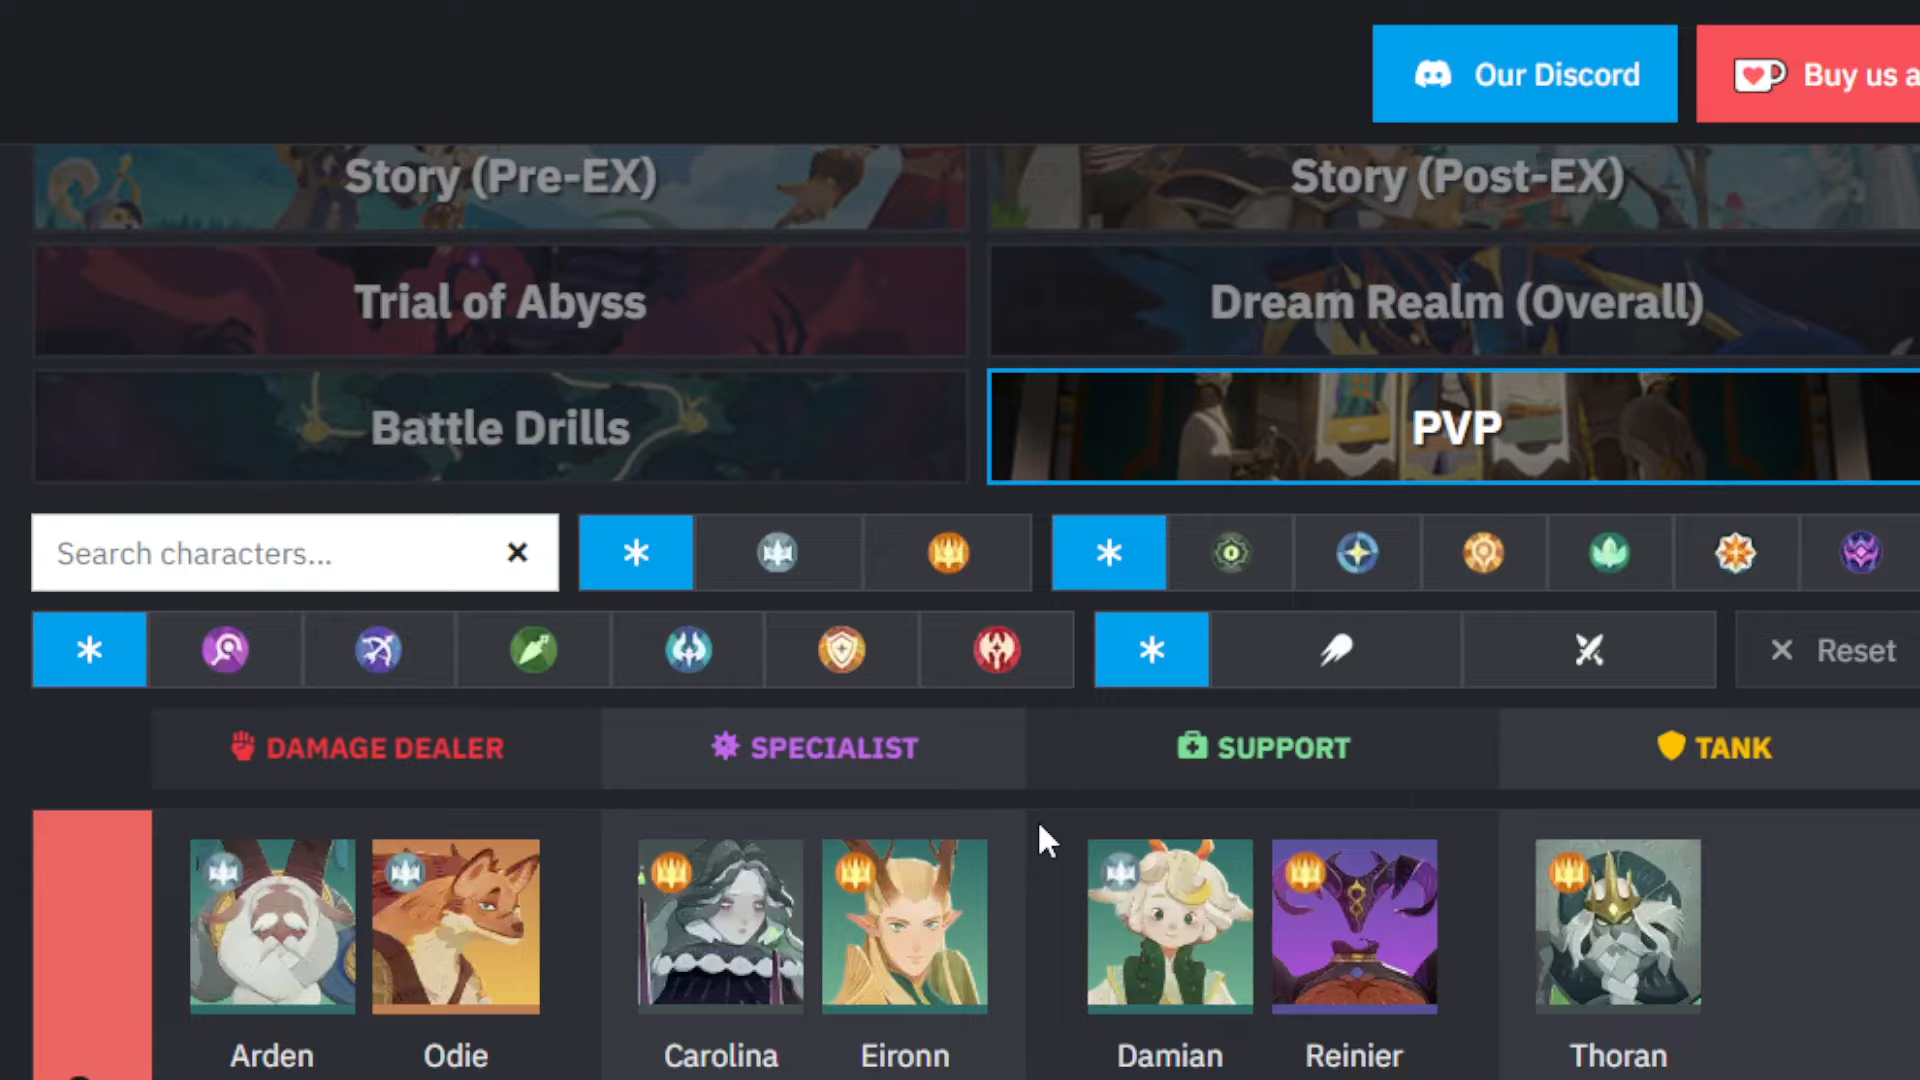 Our Discord
Buy us a
Story (Pre-EX)
Story (Post-EX)
Trial of Abyss
Dream Realm (Overall)
Battle Drills
PVP
Search characters...
Reset
DAMAGE DEALER
SPECIALIST
SUPPORT
TANK
Arden
Odie
Carolina
Eironn
Damian
Reinier
Thoran